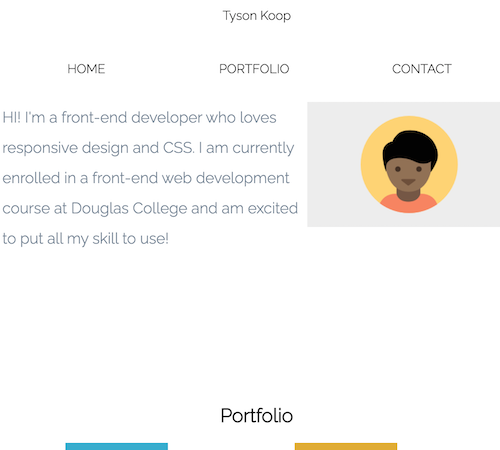 Tyson Koop
HOME PORTFOLIO CONTACT
HI! I'm a front-end developer who loves
responsive design and CSS. I am currently
enrolled in a front-end web development
course at Douglas College and am excited
to put all my skill to use!
Portfolio